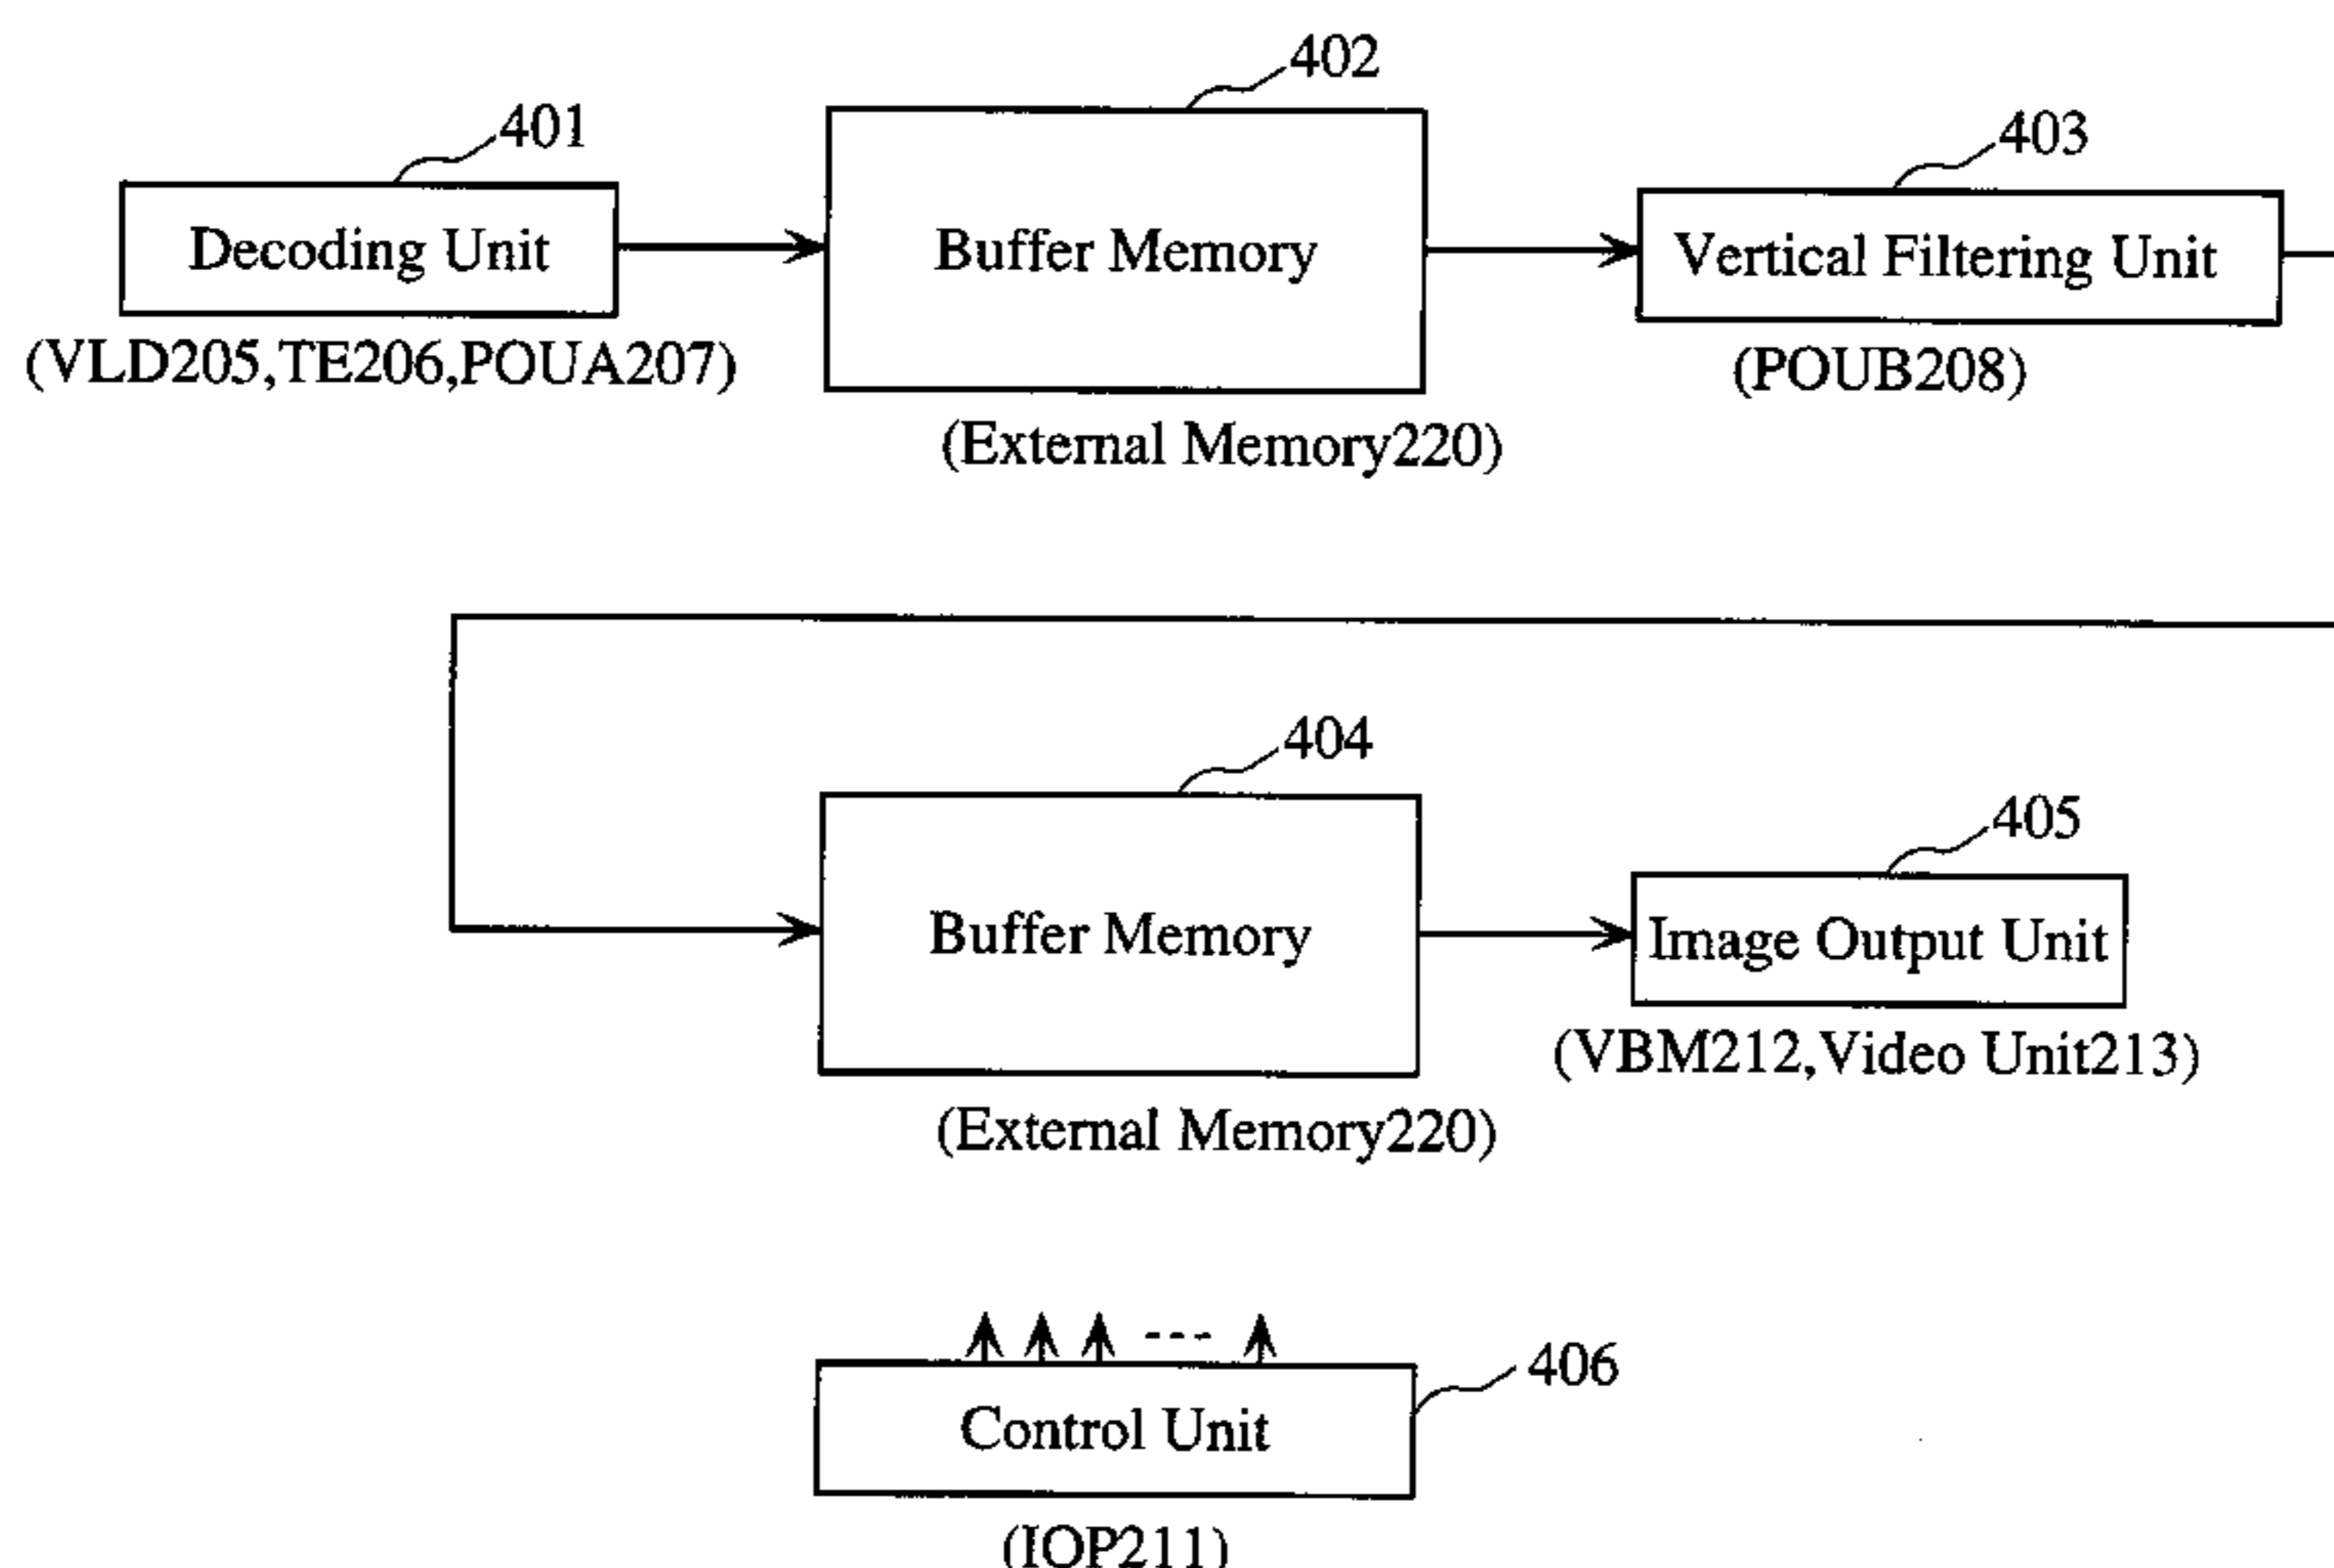 402
401
403
Decoding Unit
Buffer Memory
Vertical Filtering Unit
(VLD205,TE206,POUA207)
(POUB208)
(External Memory220)
404
405
Buffer Memory
Image Output Unit
(VBM212,Video Unit213)
(External Memory220)
406
Control Unit
(IOP211)